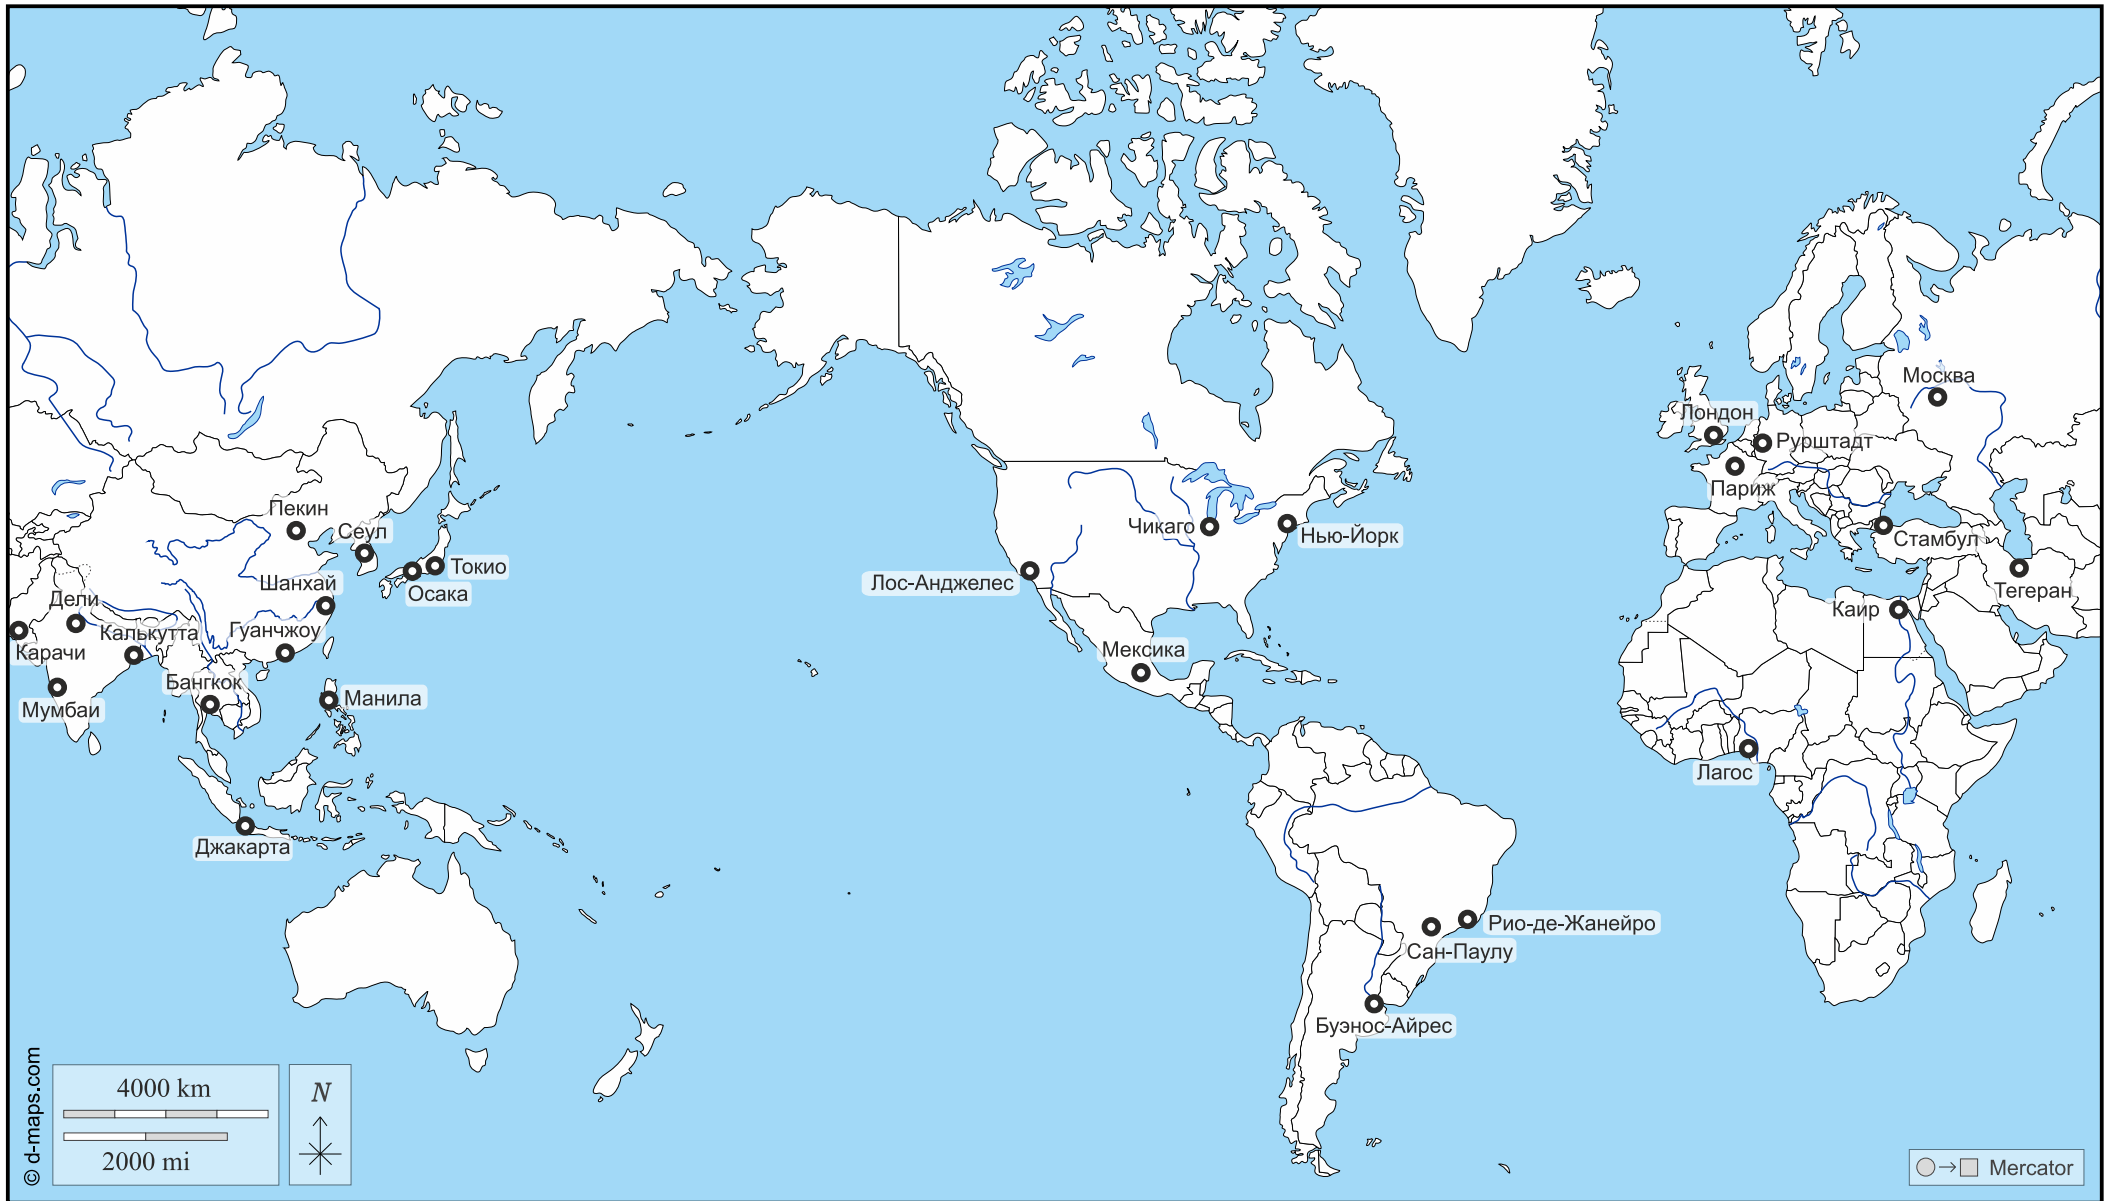 Москва
Лондон
Рурштадт
Париж
Пекин
Сеул
Чикаго
Нью-Йорк
Стамбул
Токио
Шанхай
Осака
Лос-Анджелес
Тегеран
Дели
Каир
Калькутта
Гуанчжоу
Карачи
Мексика
Бангкок
Манила
Мумбаи
Лагос
Джакарта
Рио-де-Жанейро
Сан-Паулу
Буэнос-Айрес
© d-maps.com
4000 km
2000 mi
N
Mercator